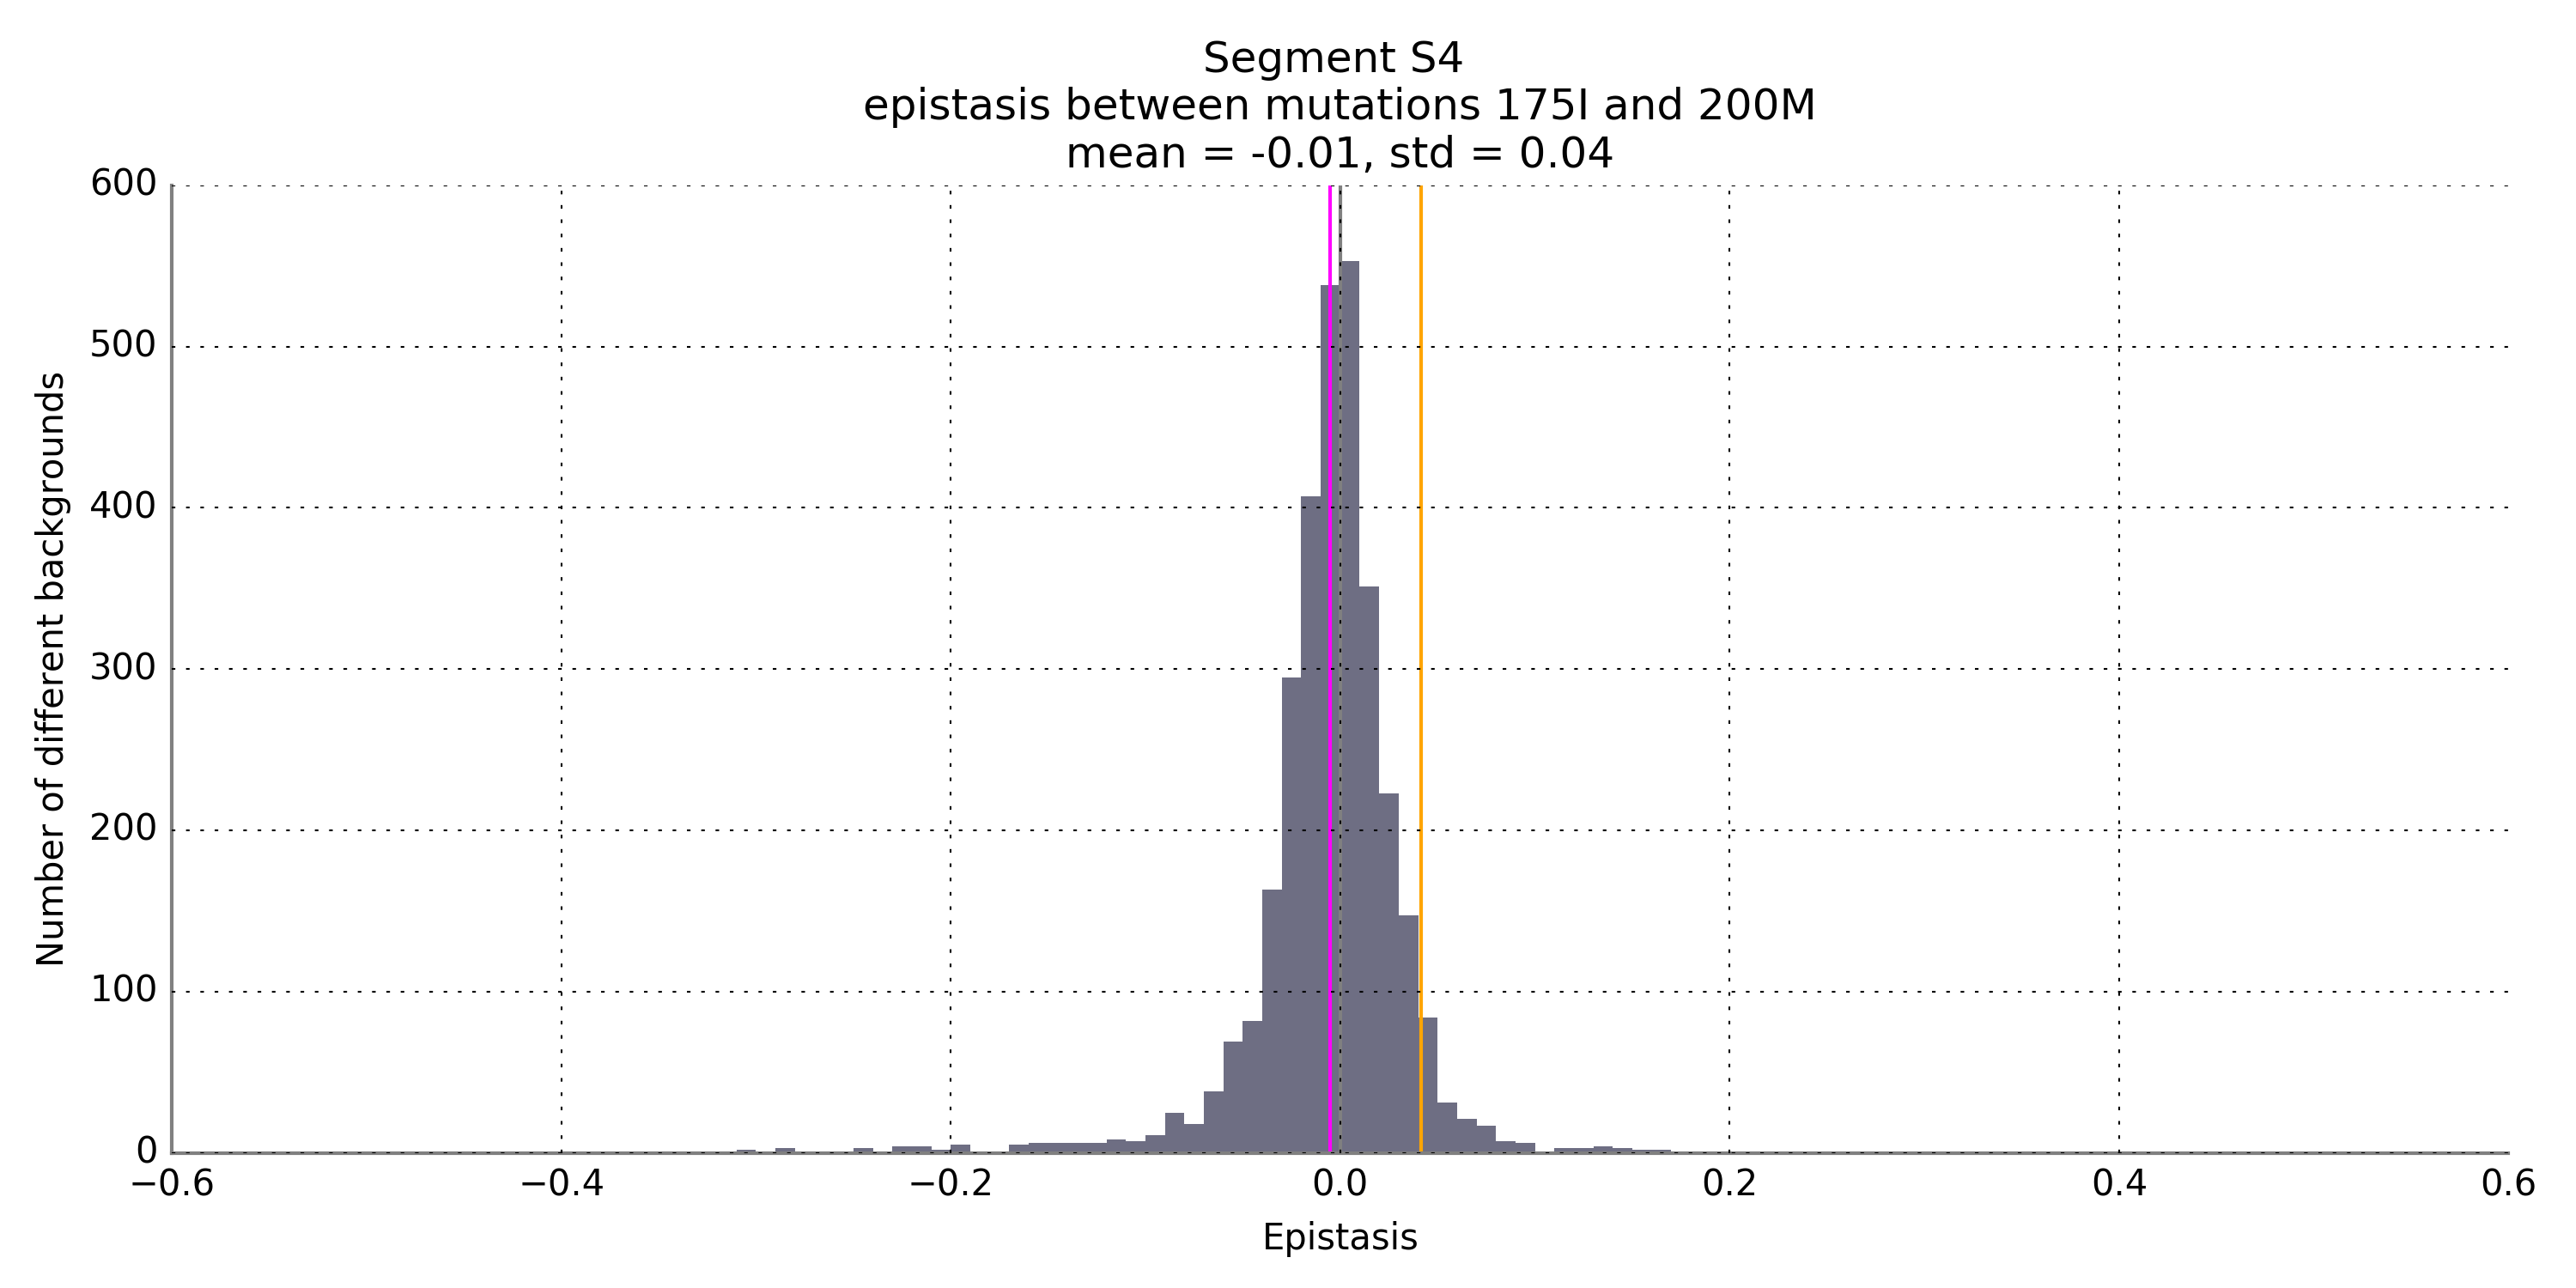 Segment S4
epistasis between mutations 175I and 200M
mean = -0.01, std = 0.04
600
500
400
300
200
100
0
Number of different backgrounds
−0.6 −0.4 −0.2 0.0 0.2 0.4 0.6
Epistasis